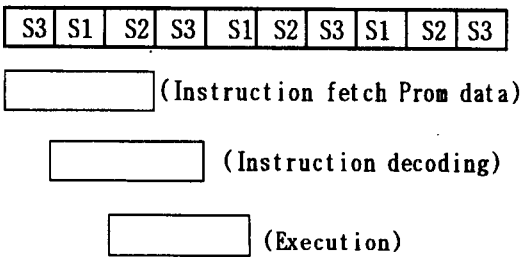 S3 S1 S2 S3 S1 S2 S3 S1 S2 S3
(Instruction fetch Prom data)
(Instruction decoding)
(Execution)